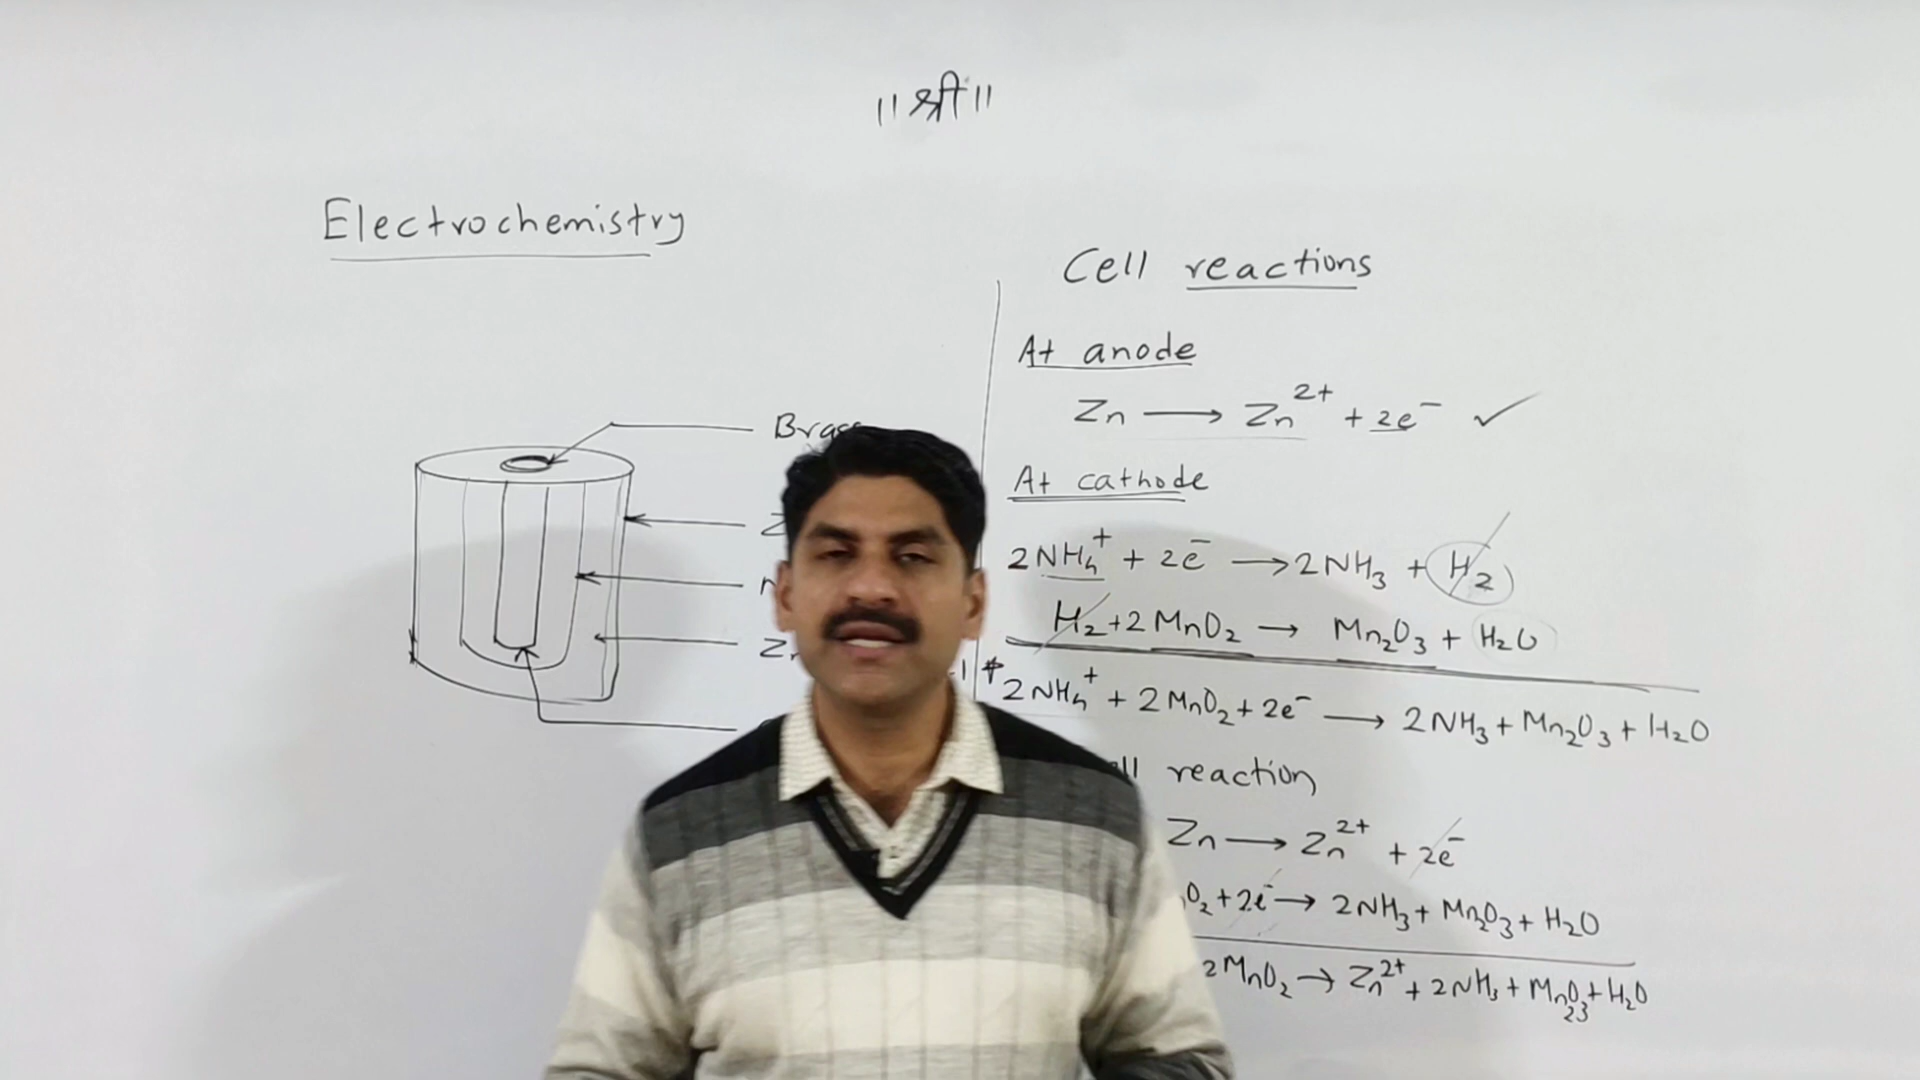 ॥ श्री ॥
Electrochemistry
Cell reactions
At anode
Zn ⟶ Zn²⁺ + 2e⁻ ✓
At cathode
2NH₄⁺ + 2e⁻ ⟶ 2NH₃ + H₂
H₂ + 2MnO₂ ⟶ Mn₂O₃ + H₂O
2NH₄⁺ + 2MnO₂ + 2e⁻ ⟶ 2NH₃ + Mn₂O₃ + H₂O
reaction
Zn ⟶ Zn²⁺ + 2e⁻
O₂ + 2e⁻ ⟶ 2NH₃ + Mn₂O₃ + H₂O
2MnO₂ ⟶ Zn²⁺ + 2NH₃ + Mn₂O₃ + H₂O